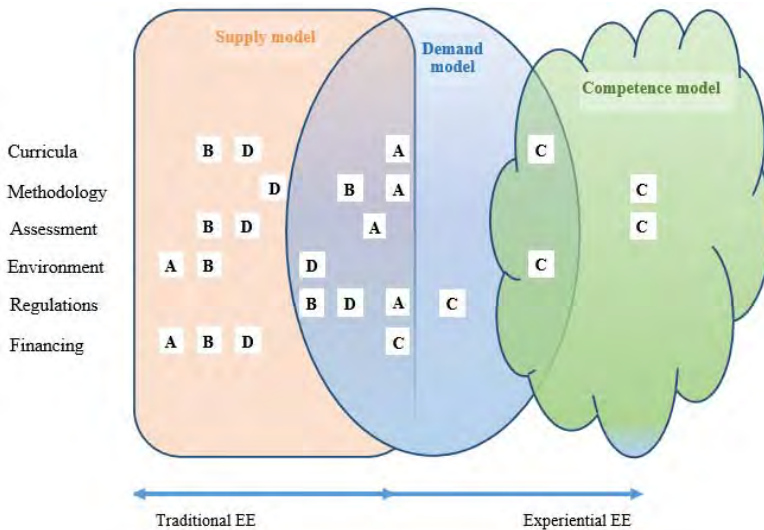 Supply model
Demand
model
Competence model
Curricula B D A C
Methodology D B A C
Assessment B D A C
Environment A B D C
Regulations B D A C
Financing A B D C
Traditional EE Experiential EE